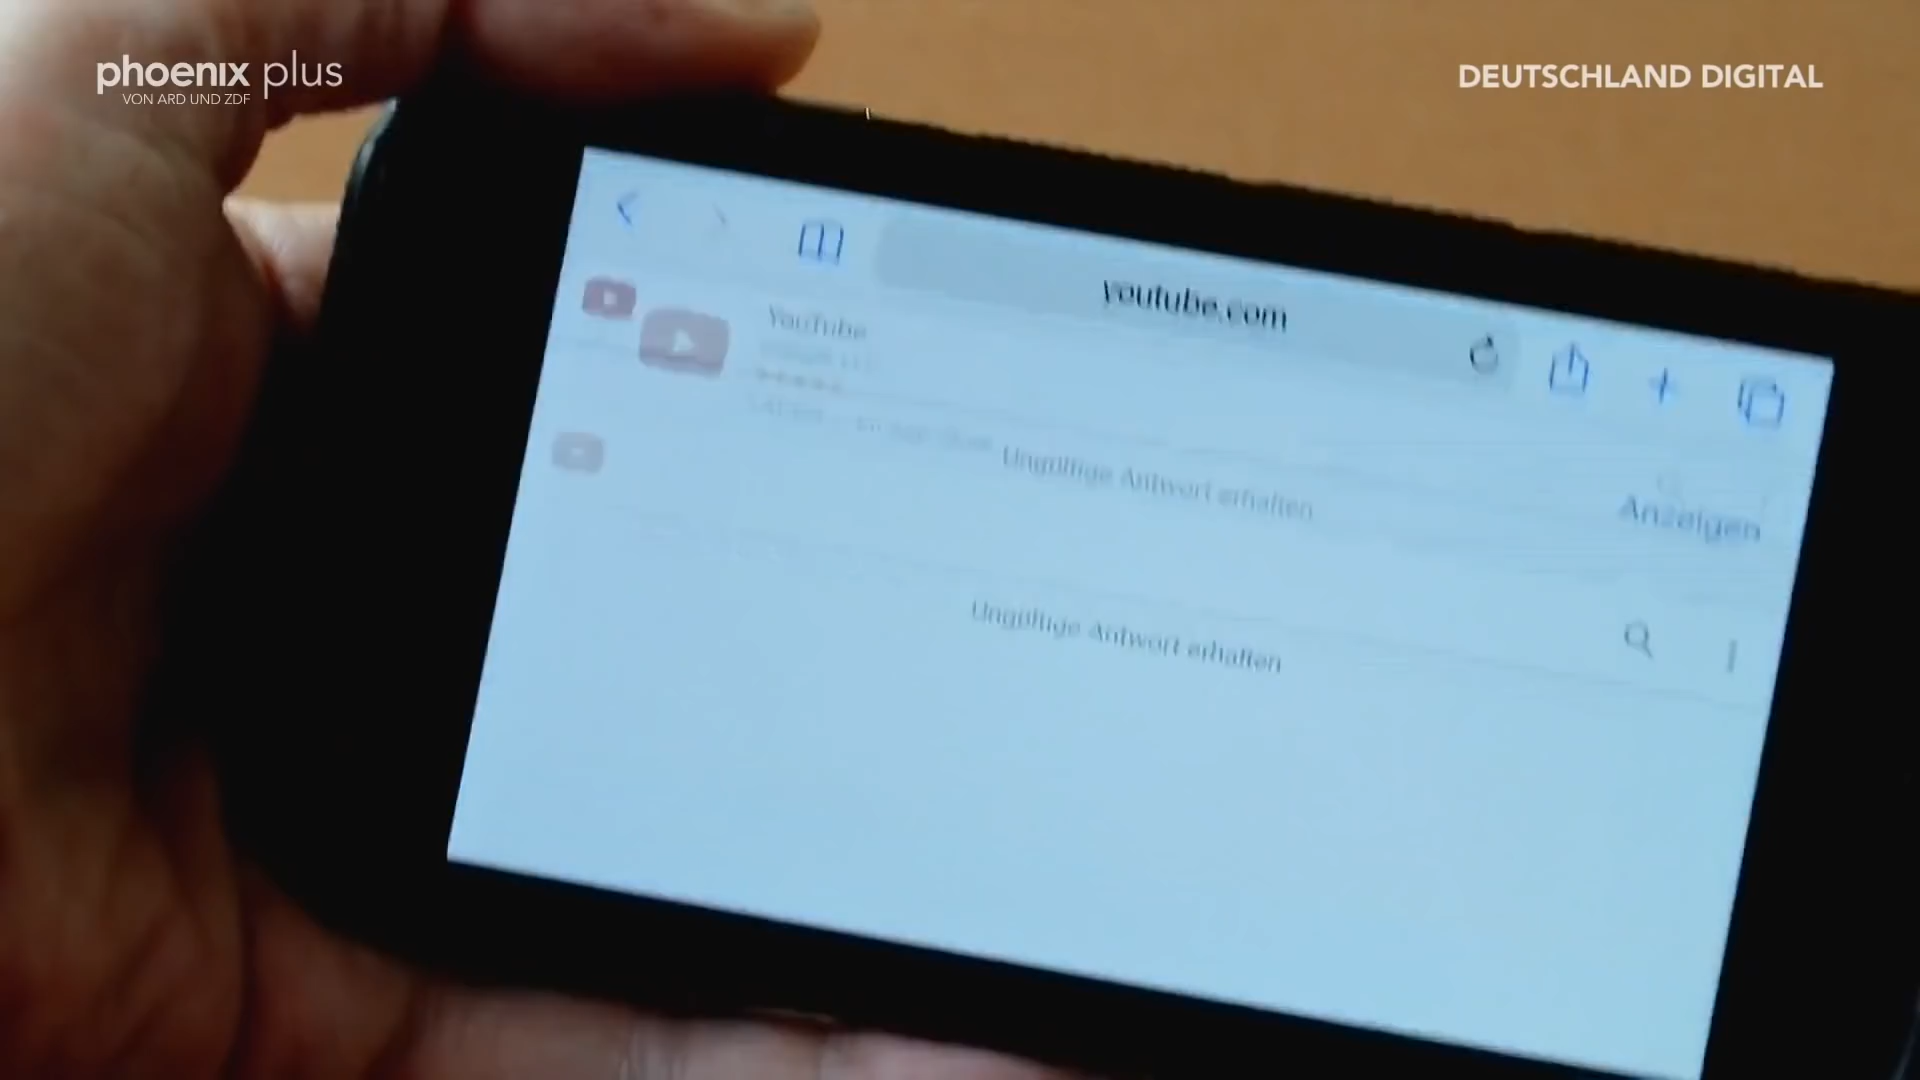 phoenix plus
VON ARD UND ZDF
DEUTSCHLAND DIGITAL
youtube.com
YouTube
Ungültige Antwort erhalten
Anzeigen
Ungültige Antwort erhalten